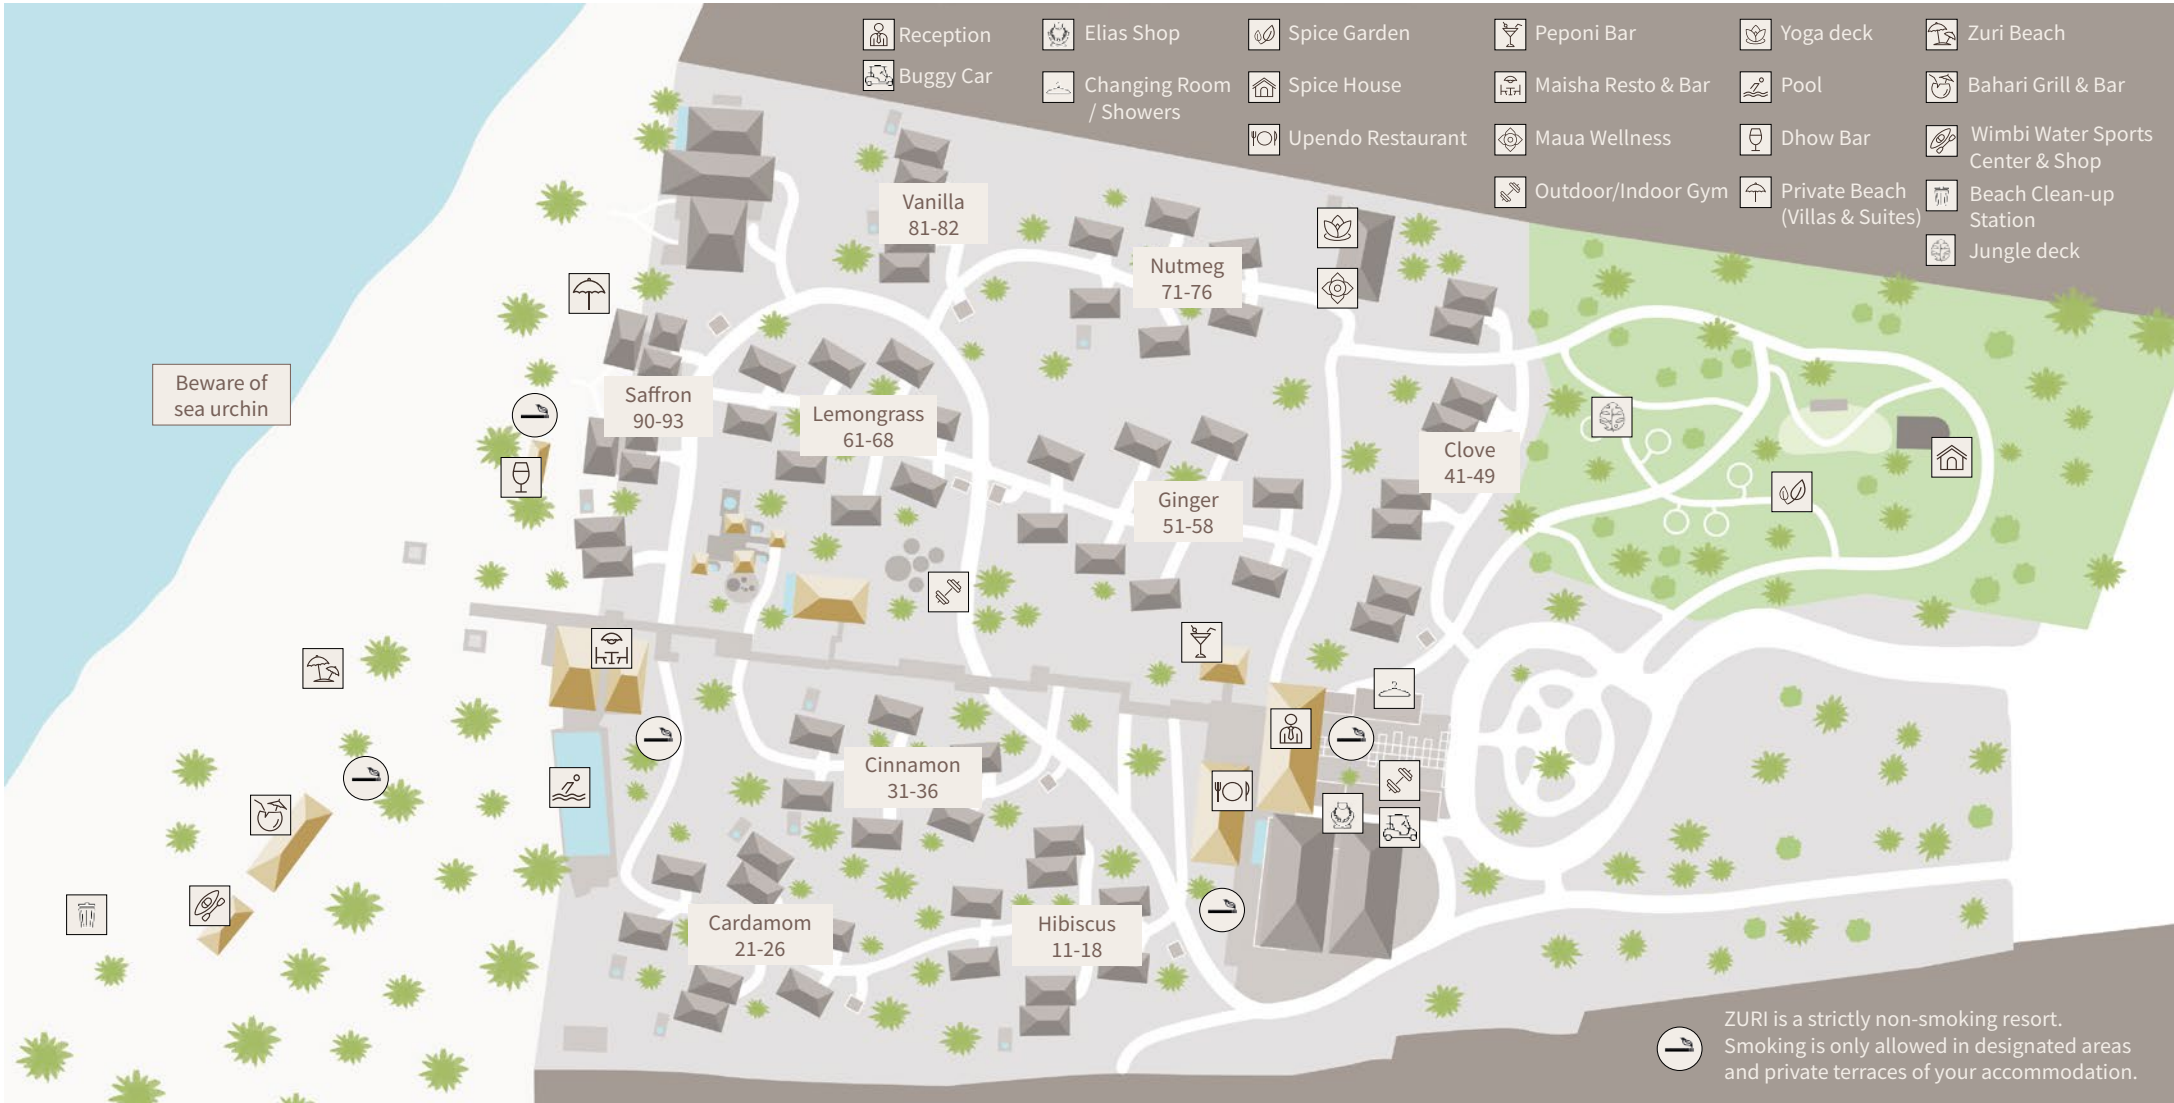 Reception
Buggy Car
Elias Shop
Changing Room
/ Showers
Spice Garden
Spice House
Upendo Restaurant
Peponi Bar
Maisha Resto & Bar
Maua Wellness
Outdoor/Indoor Gym
Yoga deck
Pool
Dhow Bar
Private Beach
(Villas & Suites)
Zuri Beach
Bahari Grill & Bar
Wimbi Water Sports
Center & Shop
Beach Clean-up
Station
Jungle deck
Vanilla
81-82
Nutmeg
71-76
Beware of
sea urchin
Saffron
90-93
Lemongrass
61-68
Clove
41-49
Ginger
51-58
Cinnamon
31-36
Cardamom
21-26
Hibiscus
11-18
ZURI is a strictly non-smoking resort.
Smoking is only allowed in designated areas
and private terraces of your accommodation.